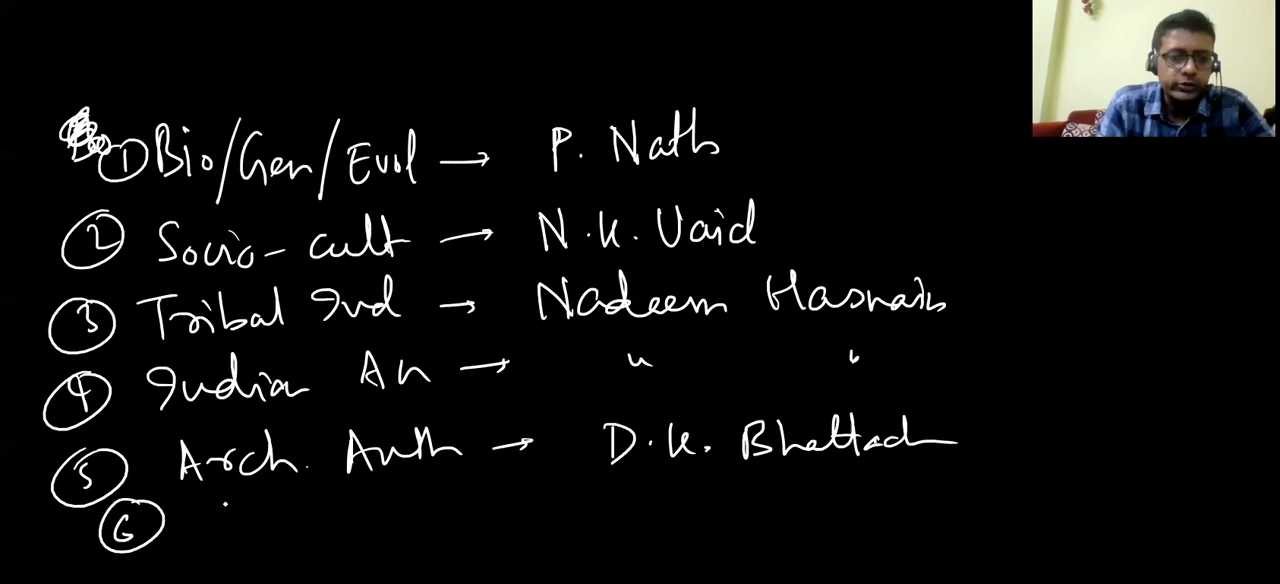 ① Bio/Gen/Evol → P. Nath
② Socio-cult → N.K. Vaid
③ Tribal Ind → Nadeem Hasnain
④ Indian An → " "
⑤ Arch. Anth → D.K. Bhattach
⑥